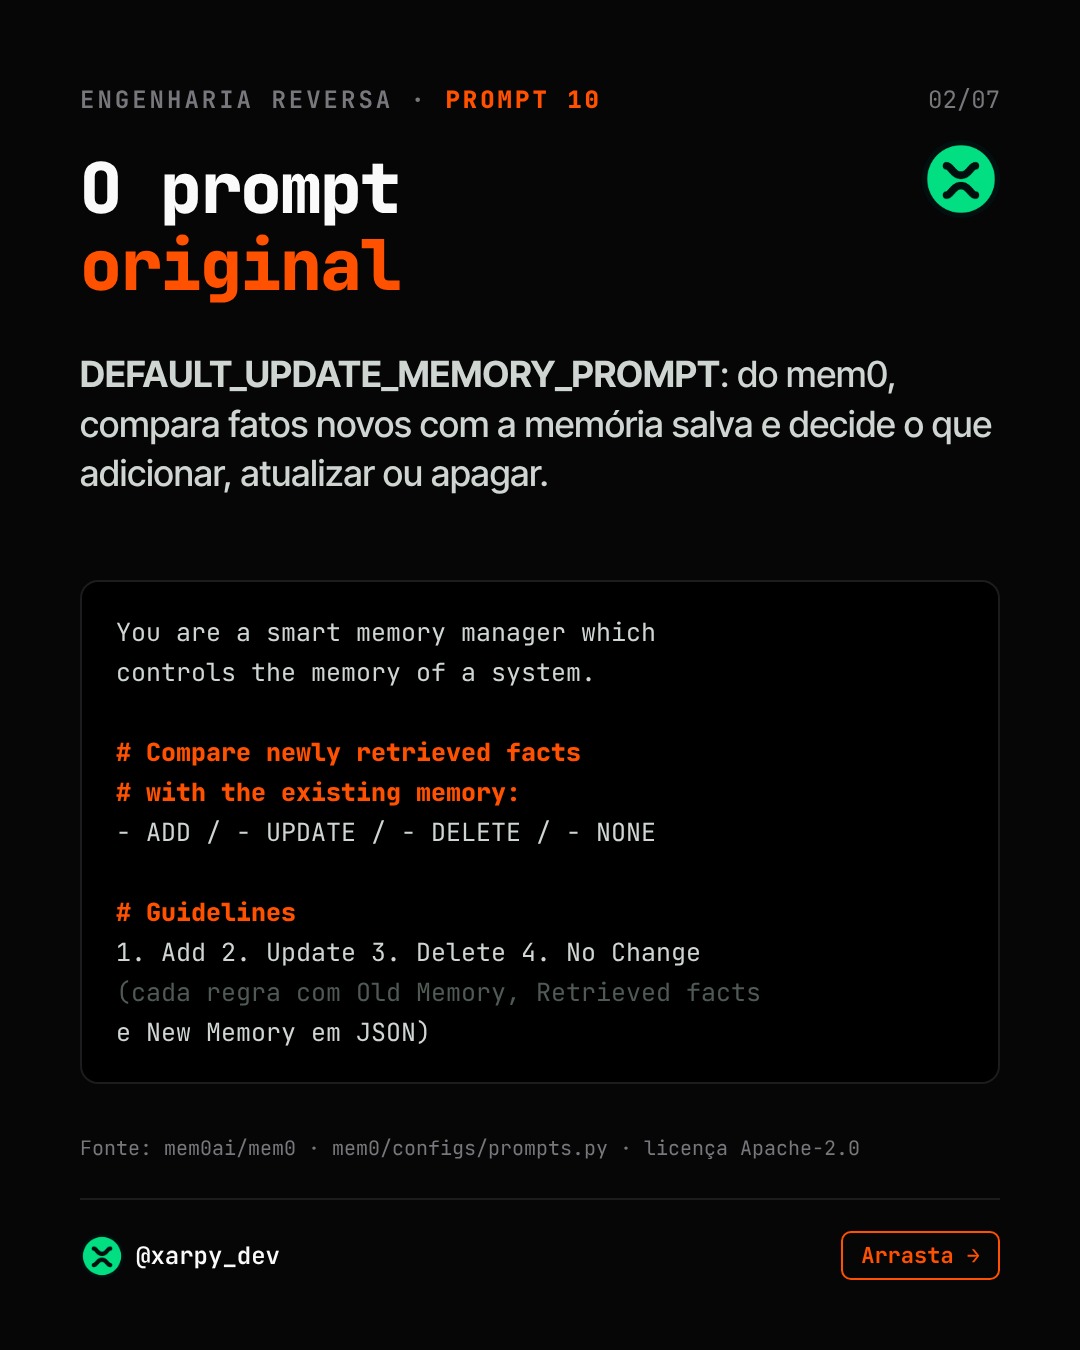 ENGENHARIA REVERSA · PROMPT 10
02/07
O prompt
original
DEFAULT_UPDATE_MEMORY_PROMPT: do mem0,
compara fatos novos com a memória salva e decide o que
adicionar, atualizar ou apagar.
You are a smart memory manager which
controls the memory of a system.
# Compare newly retrieved facts
# with the existing memory:
- ADD / - UPDATE / - DELETE / - NONE
# Guidelines
1. Add 2. Update 3. Delete 4. No Change
(cada regra com Old Memory, Retrieved facts
e New Memory em JSON)
Fonte: mem0ai/mem0 · mem0/configs/prompts.py · licença Apache-2.0
@xarpy_dev
Arrasta →